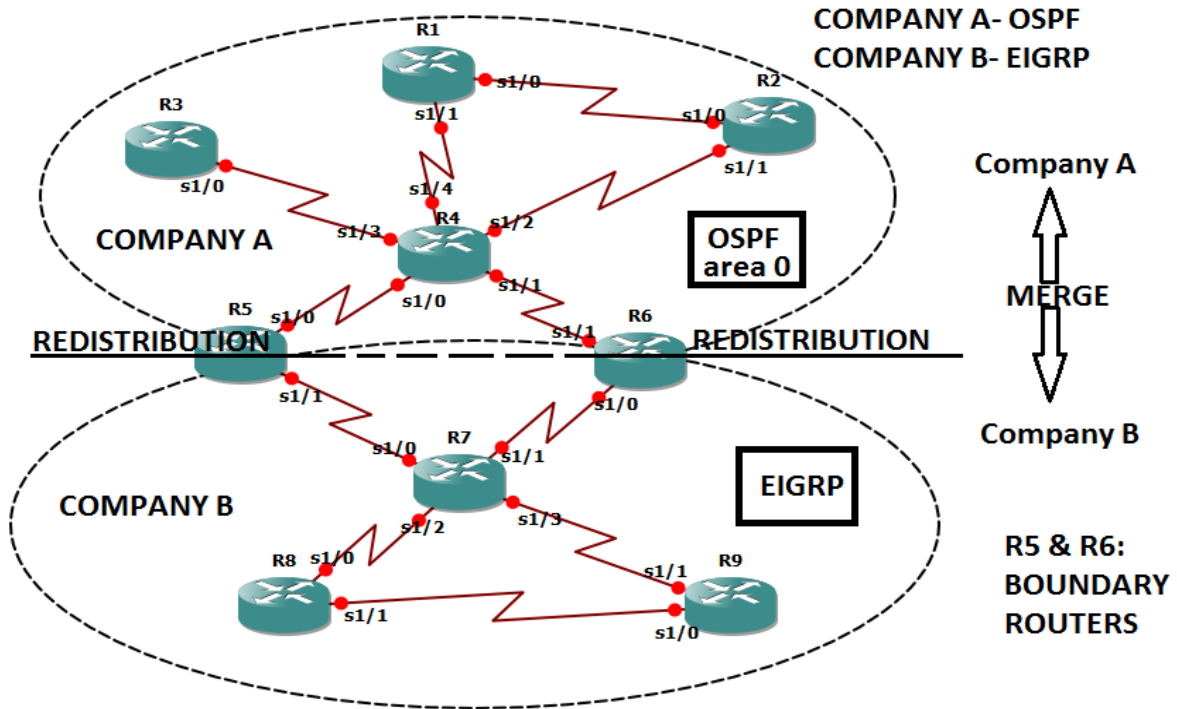 COMPANY A- OSPF
COMPANY B- EIGRP
R1
s1/0
s1/1
R2
s1/0
s1/1
R3
s1/0
Company A
s1/4
R4
s1/3
s1/2
s1/0
s1/1
COMPANY A
OSPF
area 0
MERGE
R5
s1/0
REDISTRIBUTION
s1/1
R6
s1/1
REDISTRIBUTION
s1/0
Company B
R7
s1/0
s1/1
s1/2
s1/3
COMPANY B
EIGRP
R8
s1/0
s1/1
R9
s1/1
s1/0
R5 & R6:
BOUNDARY
ROUTERS